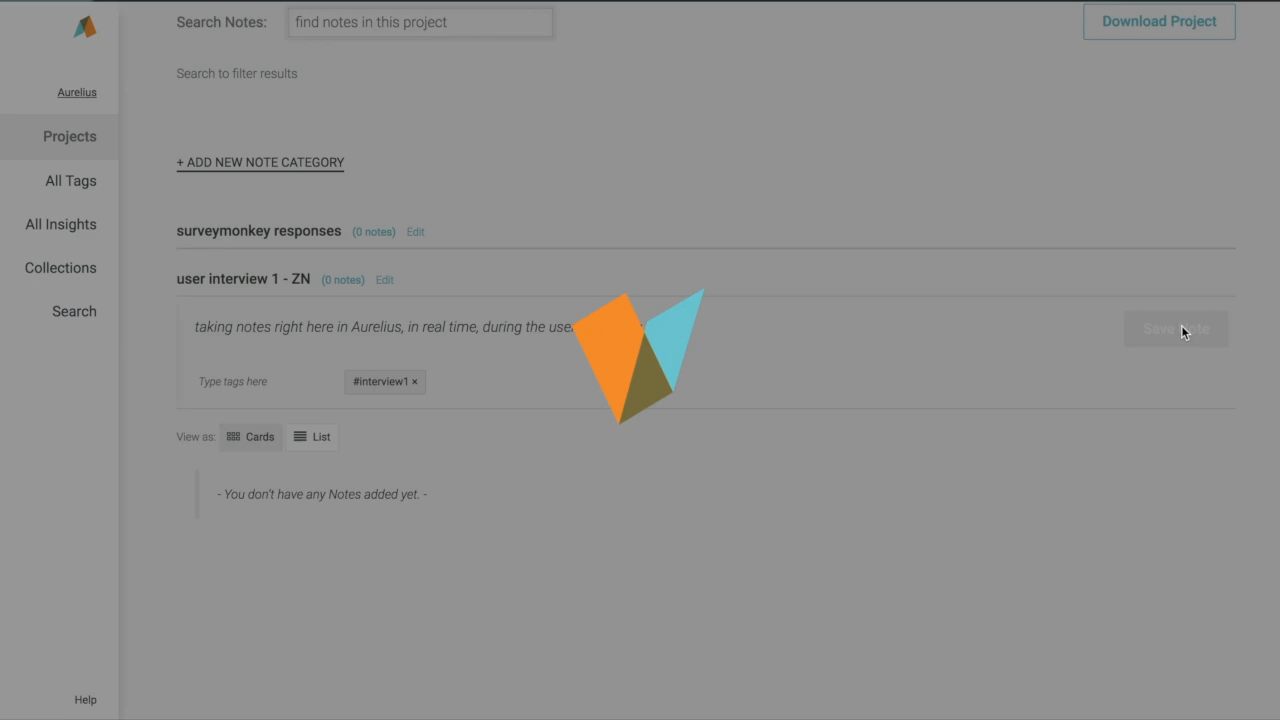 Search Notes: find notes in this project Download Project
Search to filter results
Aurelius
Projects
+ ADD NEW NOTE CATEGORY
All Tags
All Insights
surveymonkey responses (0 notes) Edit
Collections
user interview 1 - ZN (0 notes) Edit
Search
taking notes right here in Aurelius, in real time, during the
Save Note
Type tags here #interview1 ×
View as: Cards List
- You don't have any Notes added yet. -
Help